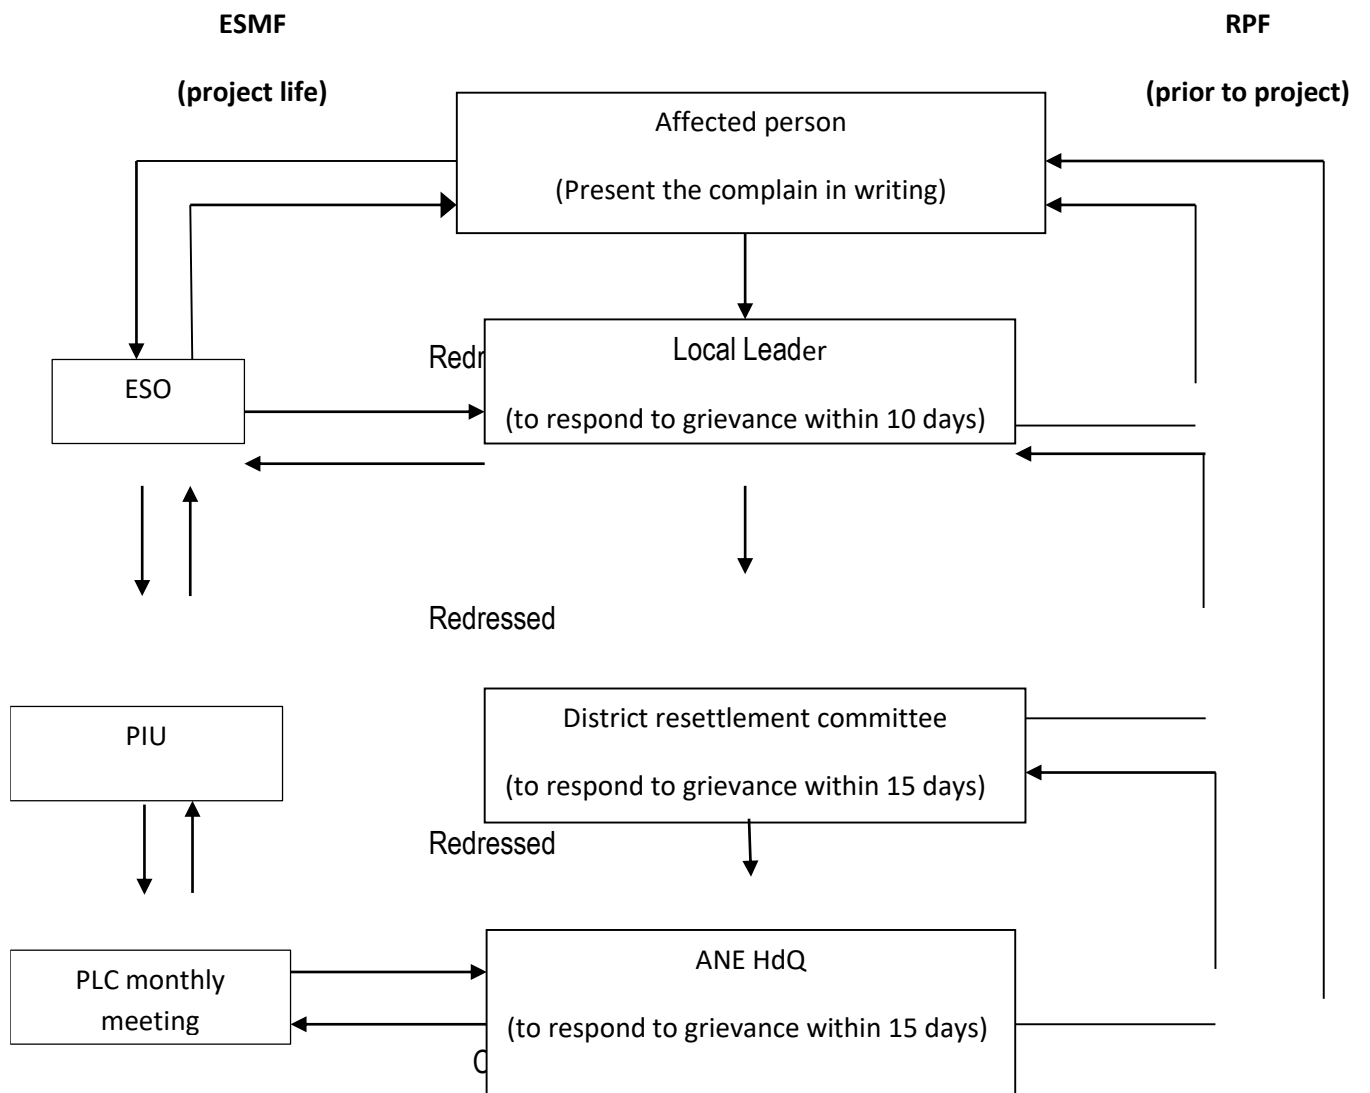 ESMF
RPF
(project life)
(prior to project)
Affected person
(Present the complain in writing)
Local Leader
ESO
(to respond to grievance within 10 days)
Redressed
District resettlement committee
PIU
(to respond to grievance within 15 days)
Redressed
ANE HdQ
PLC monthly
meeting
(to respond to grievance within 15 days)